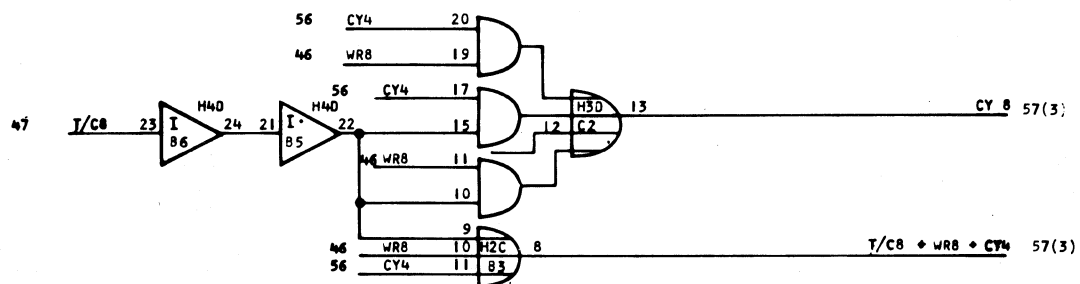 56 CY4 20
46 WR8 19
56 CY4 17
H3D 13 CY 8 57(3)
47 T/C8 23 I B6 H4D 24 21 I B5 H4D 22 15 12 C2
46 WR8 11
10
9
46 WR8 10 H2C 8 T/C8 + WR8 + CY4 57(3)
56 CY4 11 B3